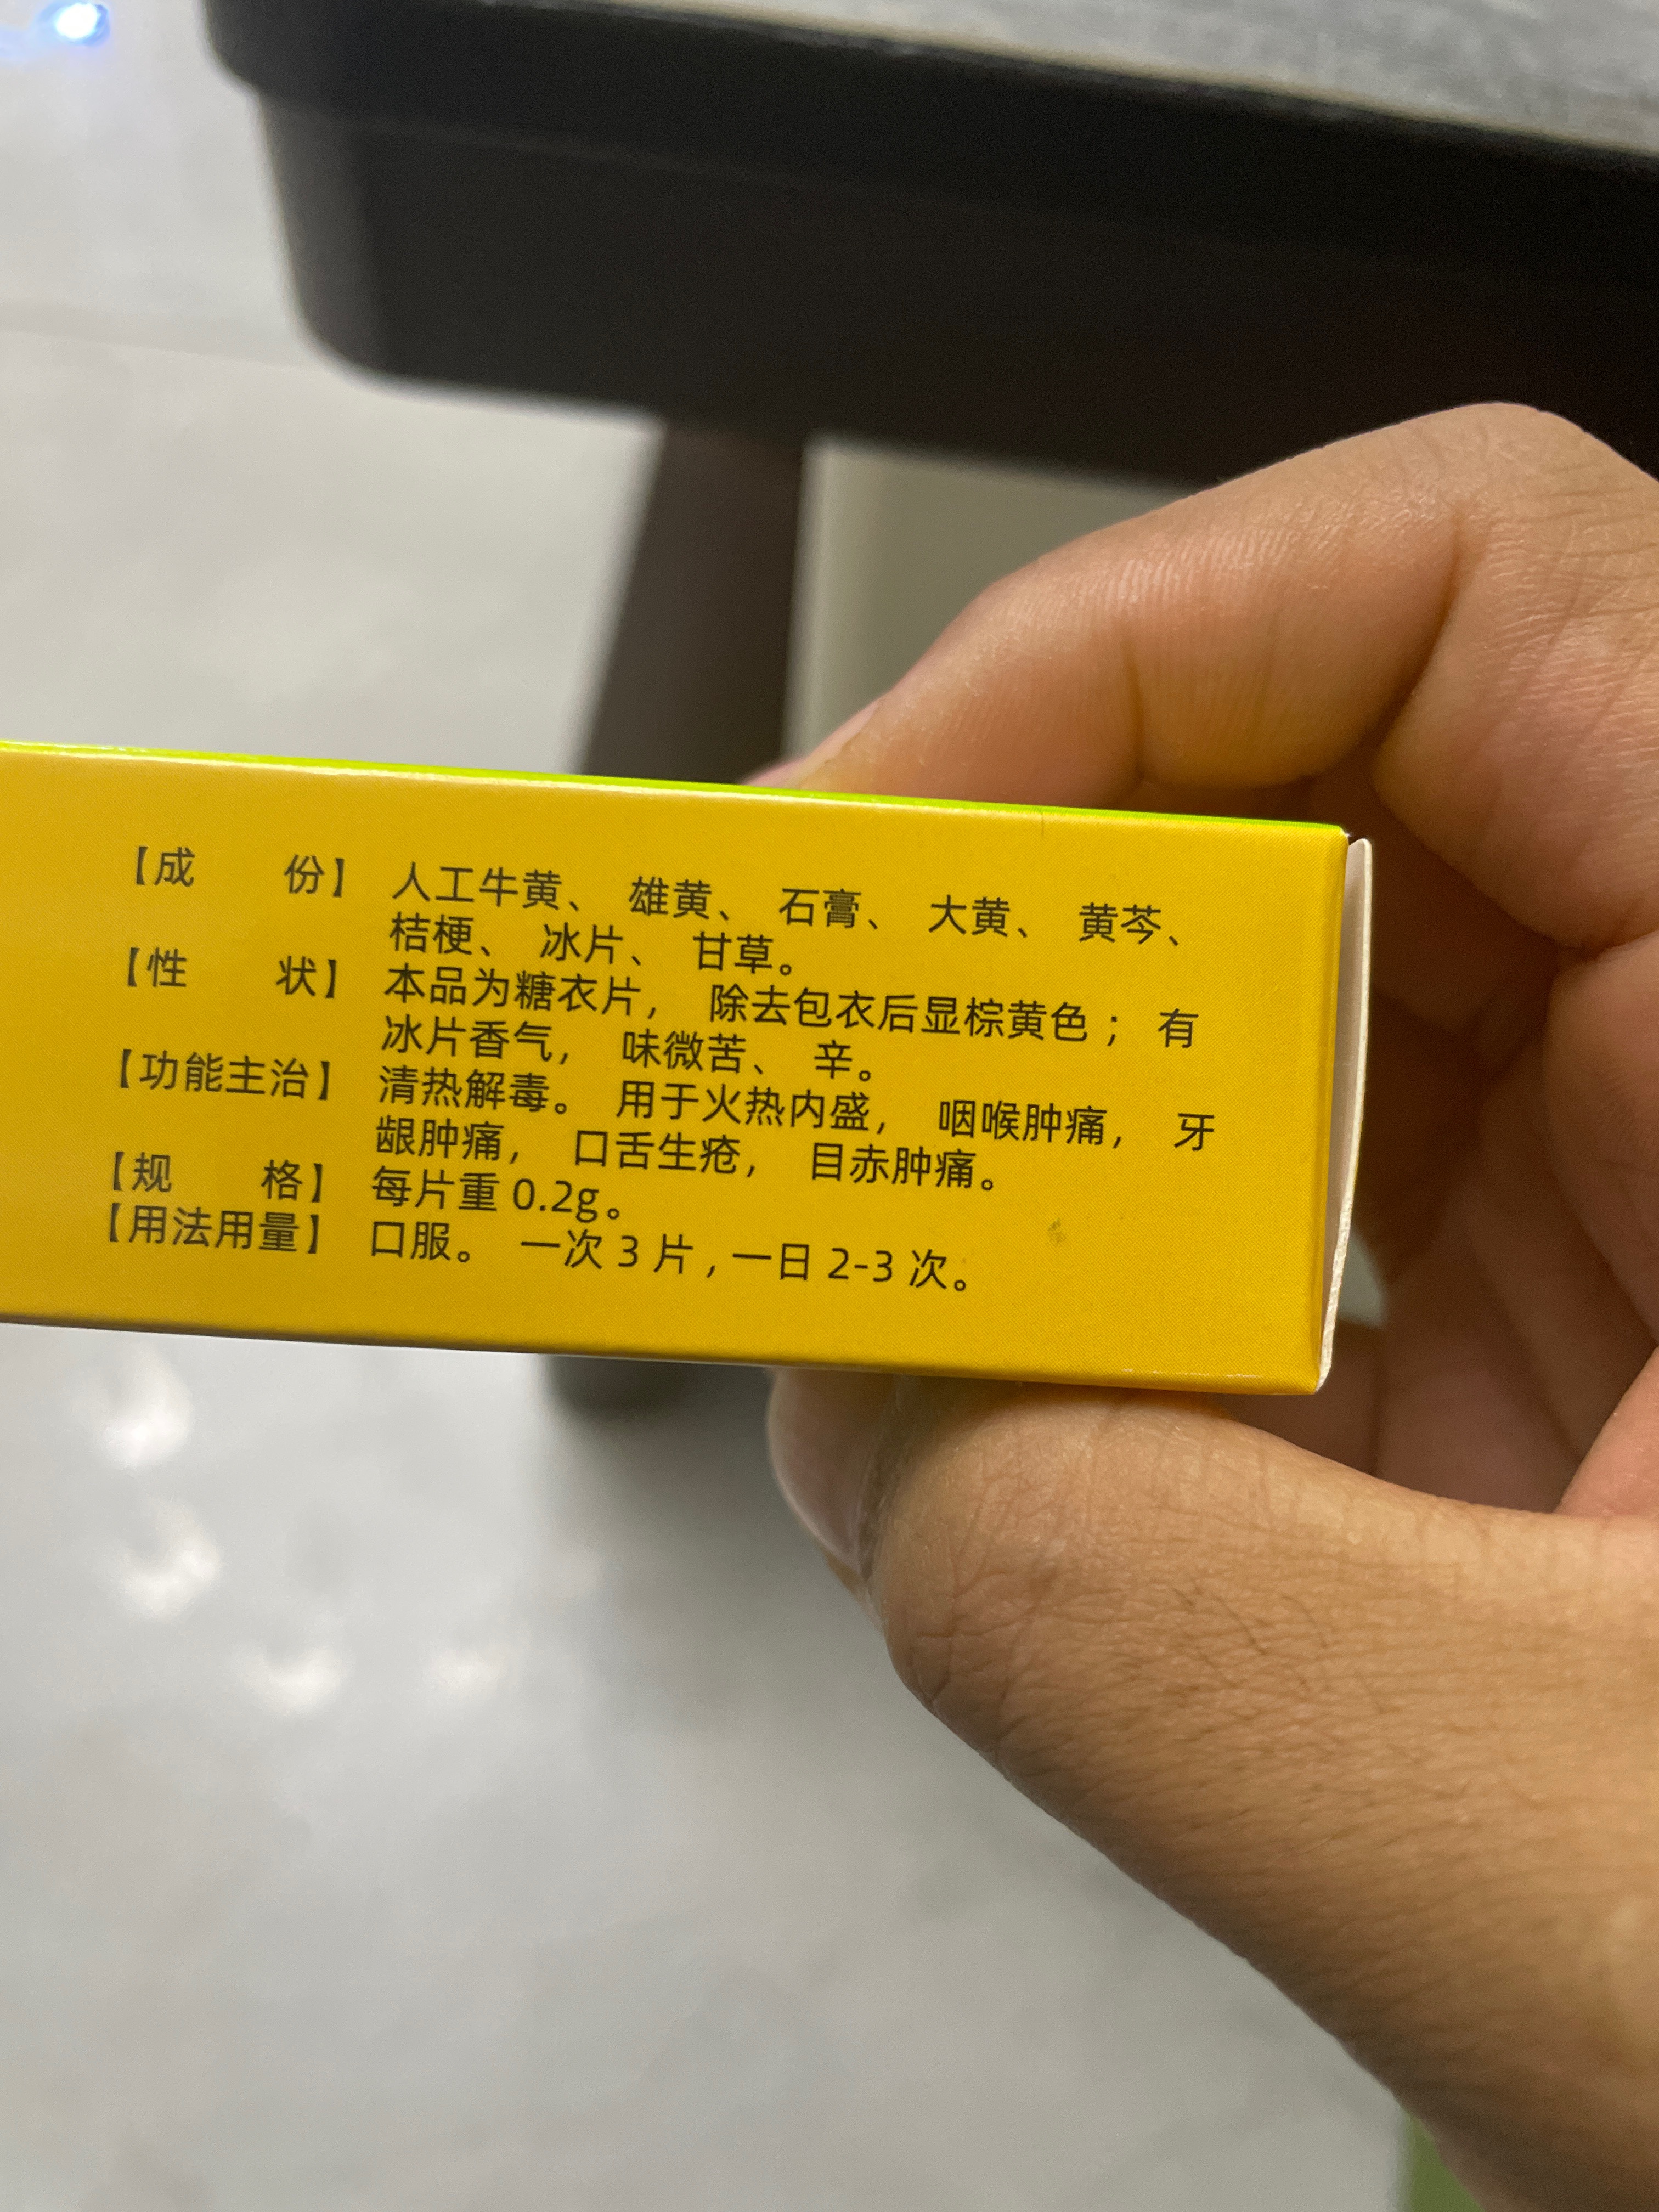 【成 份】 人工牛黄、 雄黄、 石膏、 大黄、 黄芩、
桔梗、 冰片、 甘草。
【性 状】 本品为糖衣片， 除去包衣后显棕黄色； 有
冰片香气， 味微苦、 辛。
【功能主治】 清热解毒。 用于火热内盛， 咽喉肿痛， 牙
龈肿痛， 口舌生疮， 目赤肿痛。
【规 格】 每片重 0.2g。
【用法用量】 口服。 一次 3 片,一日 2-3 次。